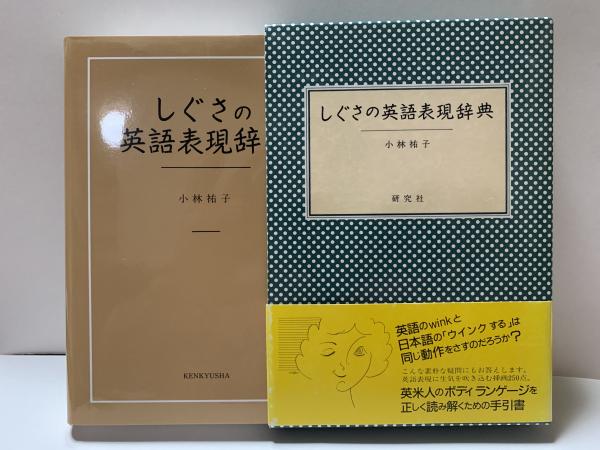 しぐさの
英語表現辞
小林祐子
KENKYUSHA
しぐさの英語表現辞典
小林祐子
研究社
英語のwinkと
日本語の「ウインクする」は
同じ動作をさすのだろうか?
こんな素朴な疑問にもお答えします。
英語表現に生気を吹き込む挿画250点。
英米人のボディランゲージを
正しく読み解くための手引書